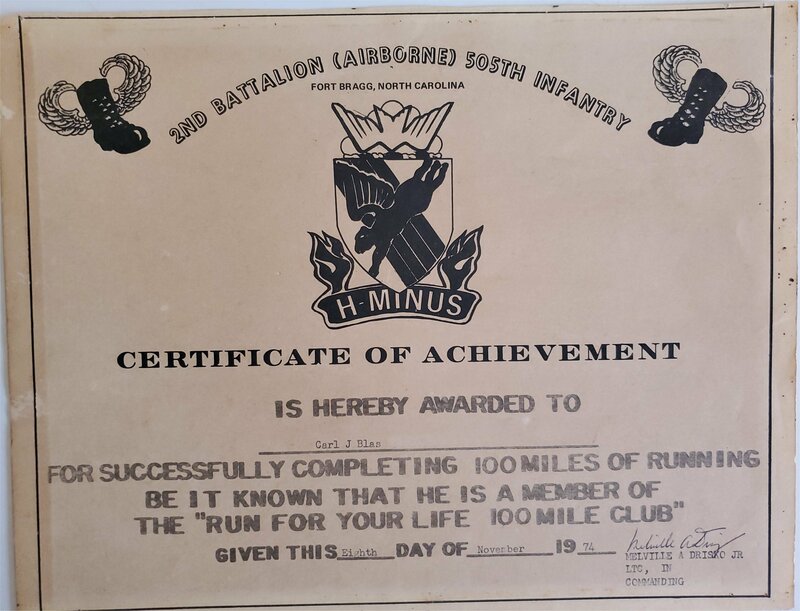 2ND BATTALION (AIRBORNE) 505TH INFANTRY
FORT BRAGG, NORTH CAROLINA
H-MINUS
CERTIFICATE OF ACHIEVEMENT
IS HEREBY AWARDED TO
Carl J Blas
FOR SUCCESSFULLY COMPLETING 100 MILES OF RUNNING
BE IT KNOWN THAT HE IS A MEMBER OF
THE "RUN FOR YOUR LIFE 100 MILE CLUB"
GIVEN THIS Eighth DAY OF November 19 74
MELVILLE A DRISKO JR
LTC, IN
COMMANDING